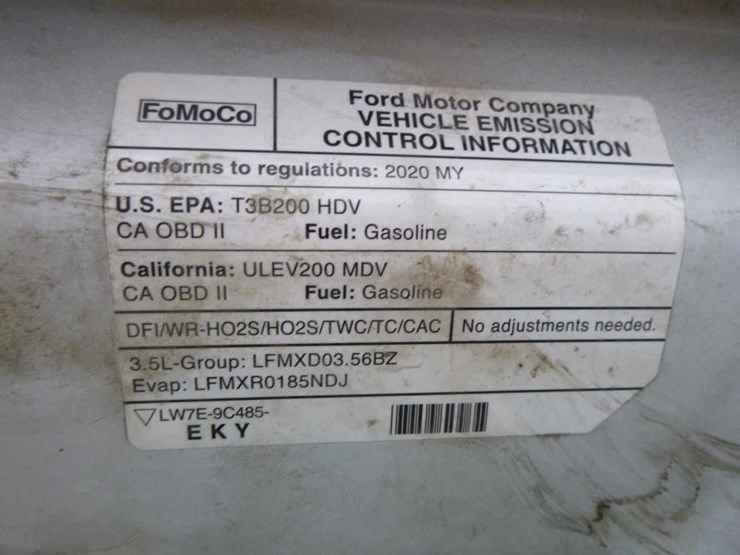 FoMoCo
Ford Motor Company
VEHICLE EMISSION
CONTROL INFORMATION
Conforms to regulations: 2020 MY
U.S. EPA: T3B200 HDV
CA OBD II Fuel: Gasoline
California: ULEV200 MDV
CA OBD II Fuel: Gasoline
DFI/WR-HO2S/HO2S/TWC/TC/CAC No adjustments needed.
3.5L-Group: LFMXD03.56BZ
Evap: LFMXR0185NDJ
▽LW7E-9C485-
EKY